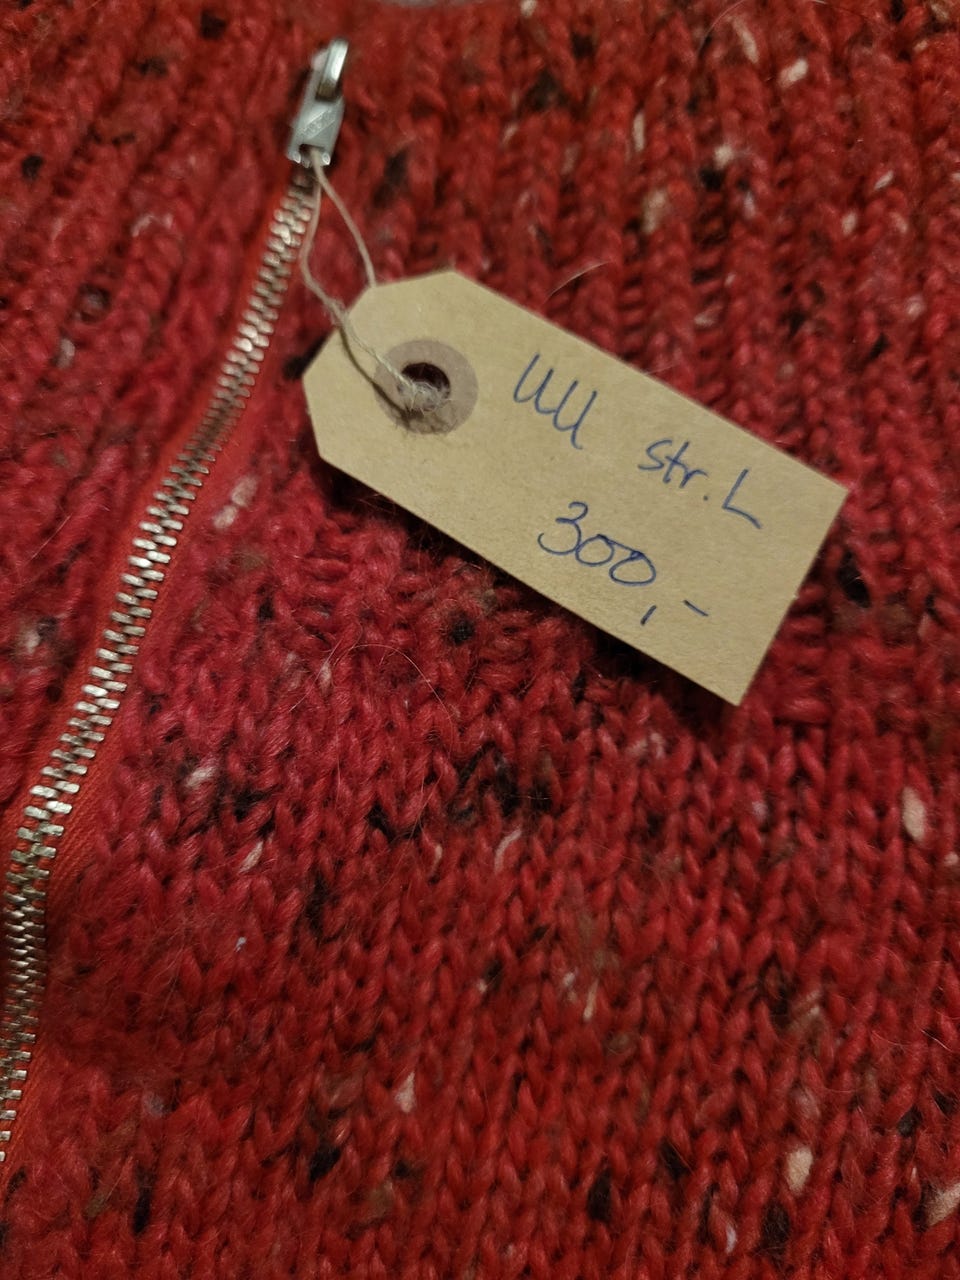 Ull str. L
300,-